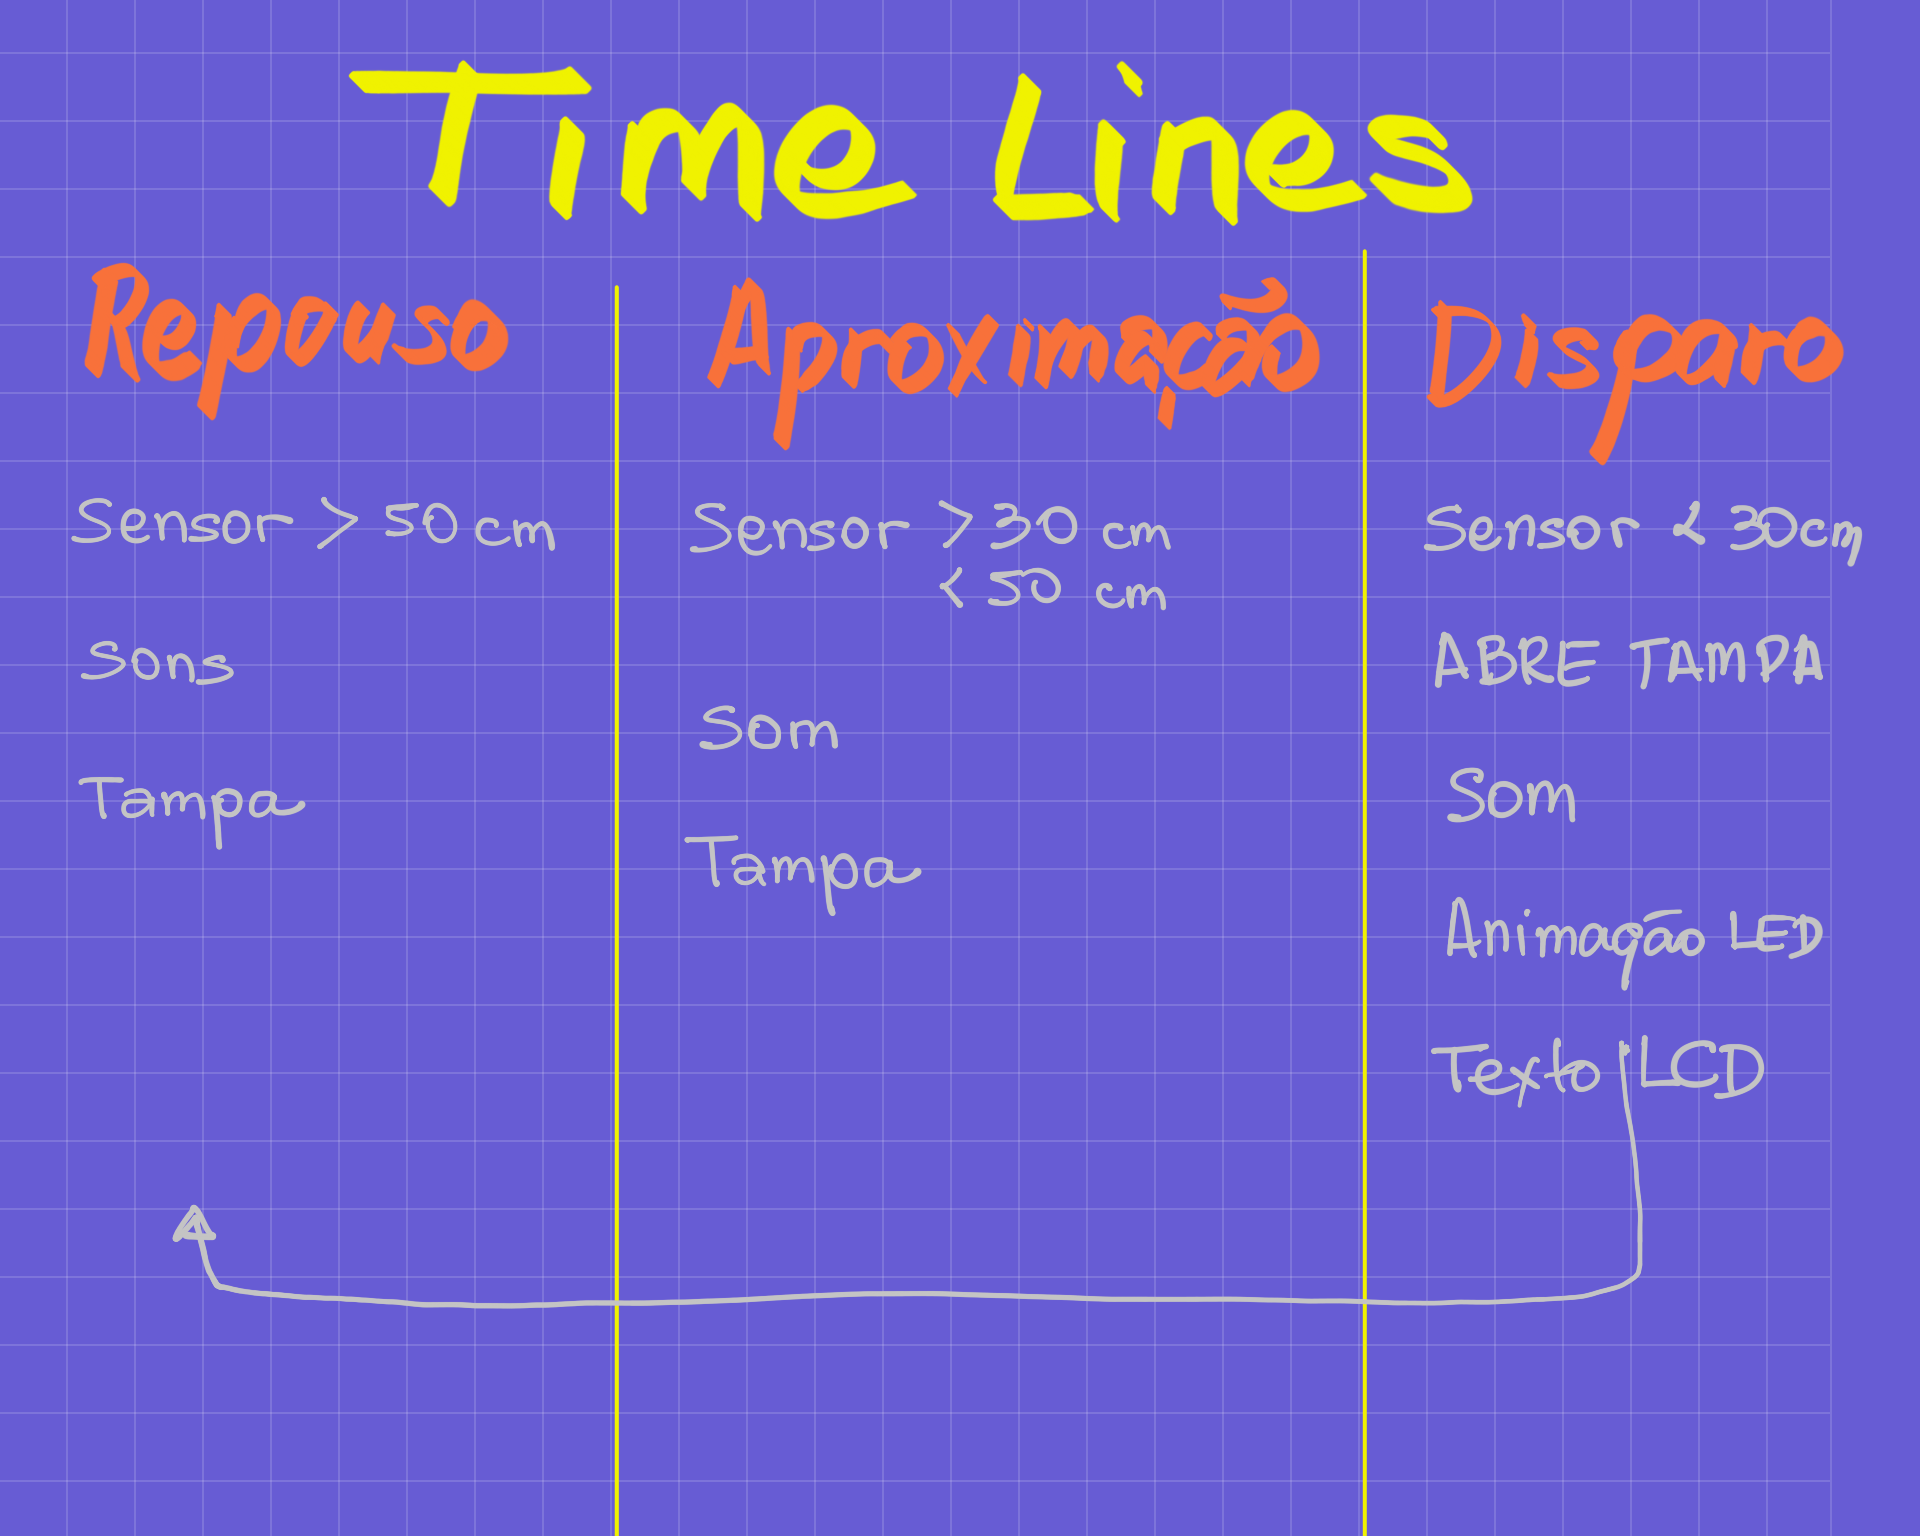 Time Lines
Repouso
Sensor > 50 cm
Sons
Tampa
Aproximação
Sensor > 30 cm
< 50 cm
Som
Tampa
Disparo
Sensor < 30cm
ABRE TAMPA
Som
Animação LED
Texto LCD